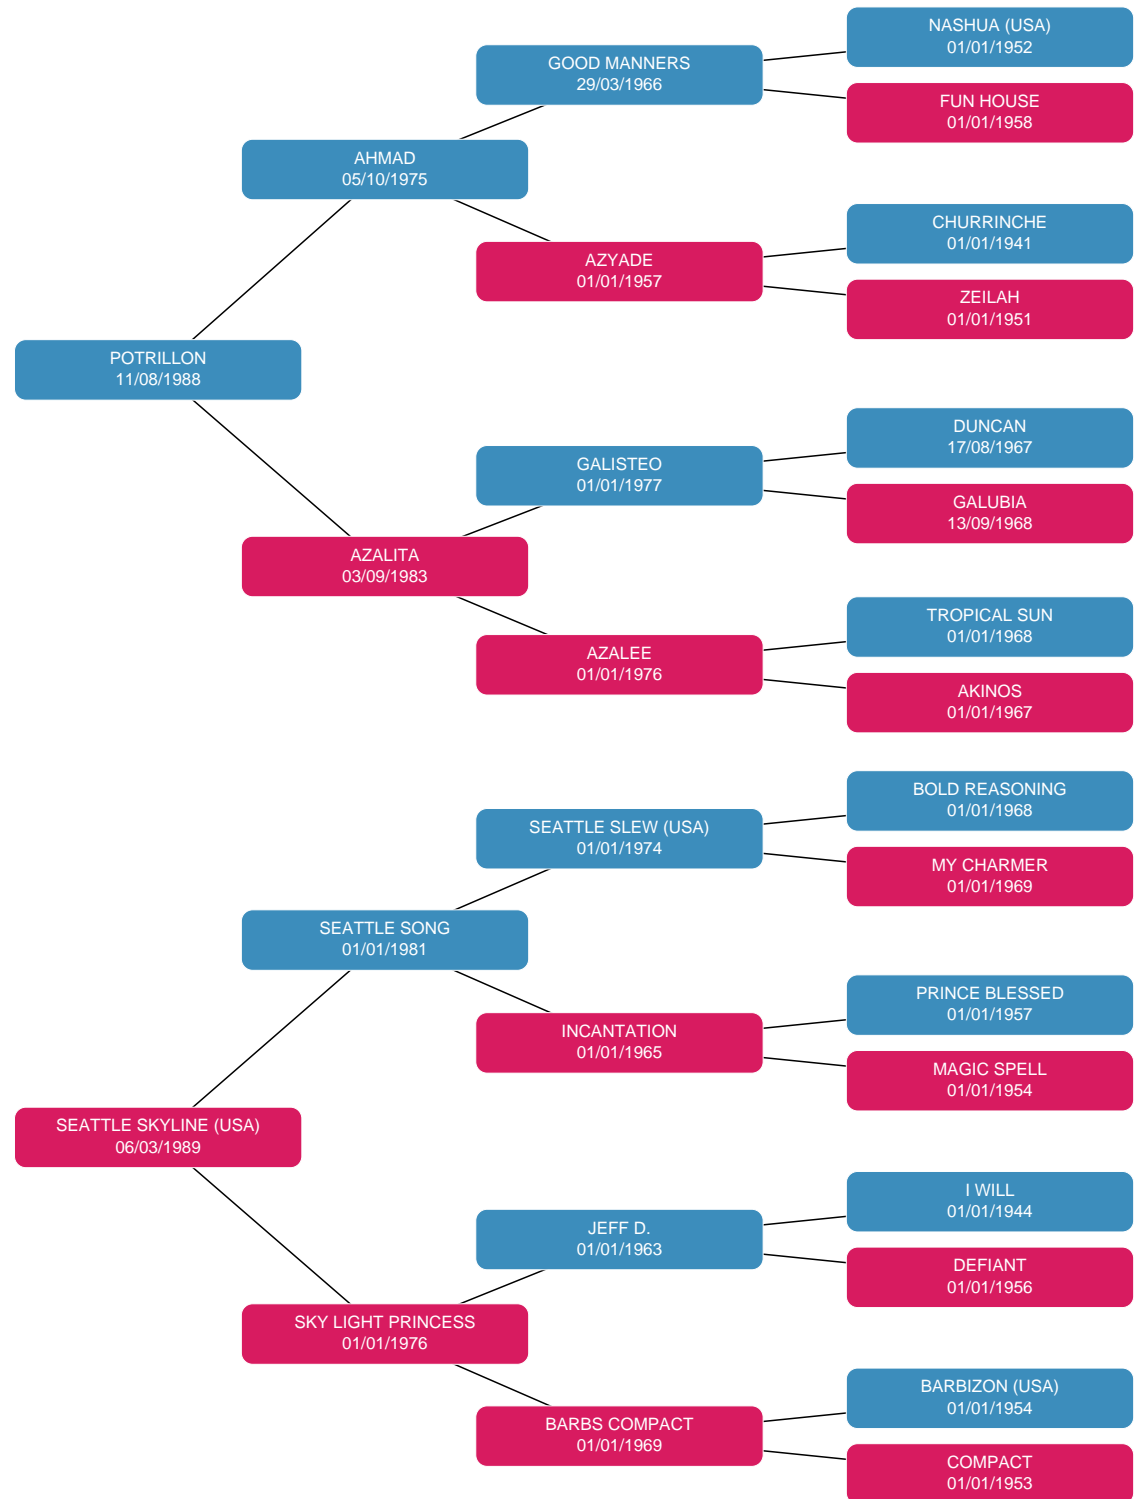 NASHUA (USA)
01/01/1952
GOOD MANNERS
29/03/1966
FUN HOUSE
01/01/1958
AHMAD
05/10/1975
CHURRINCHE
01/01/1941
AZYADE
01/01/1957
ZEILAH
01/01/1951
POTRILLON
11/08/1988
DUNCAN
17/08/1967
GALISTEO
01/01/1977
GALUBIA
13/09/1968
AZALITA
03/09/1983
TROPICAL SUN
01/01/1968
AZALEE
01/01/1976
AKINOS
01/01/1967
BOLD REASONING
01/01/1968
SEATTLE SLEW (USA)
01/01/1974
MY CHARMER
01/01/1969
SEATTLE SONG
01/01/1981
PRINCE BLESSED
01/01/1957
INCANTATION
01/01/1965
MAGIC SPELL
01/01/1954
SEATTLE SKYLINE (USA)
06/03/1989
I WILL
01/01/1944
JEFF D.
01/01/1963
DEFIANT
01/01/1956
SKY LIGHT PRINCESS
01/01/1976
BARBIZON (USA)
01/01/1954
BARBS COMPACT
01/01/1969
COMPACT
01/01/1953